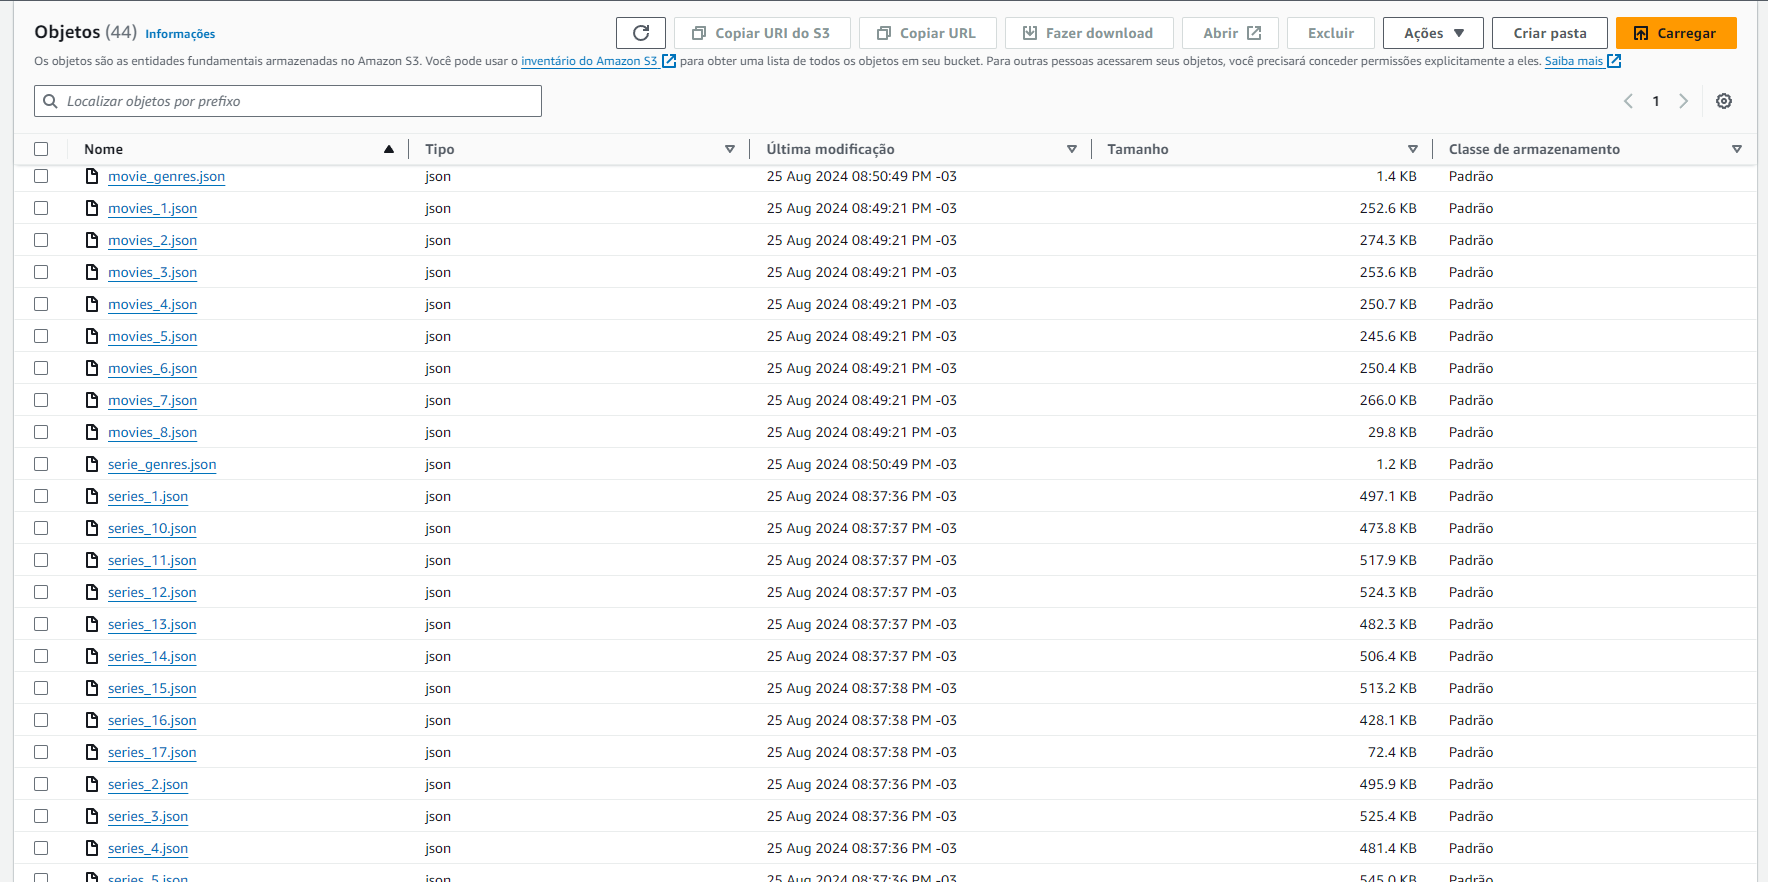 Objetos (44) Informações
Copiar URI do S3 Copiar URL Fazer download Abrir Excluir Ações Criar pasta Carregar
Os objetos são as entidades fundamentais armazenadas no Amazon S3. Você pode usar o inventário do Amazon S3 para obter uma lista de todos os objetos em seu bucket. Para outras pessoas acessarem seus objetos, você precisará conceder permissões explicitamente a eles. Saiba mais
Localizar objetos por prefixo
1
Nome Tipo Última modificação Tamanho Classe de armazenamento
movie_genres.json json 25 Aug 2024 08:50:49 PM -03 1.4 KB Padrão
movies_1.json json 25 Aug 2024 08:49:21 PM -03 252.6 KB Padrão
movies_2.json json 25 Aug 2024 08:49:21 PM -03 274.3 KB Padrão
movies_3.json json 25 Aug 2024 08:49:21 PM -03 253.6 KB Padrão
movies_4.json json 25 Aug 2024 08:49:21 PM -03 250.7 KB Padrão
movies_5.json json 25 Aug 2024 08:49:21 PM -03 245.6 KB Padrão
movies_6.json json 25 Aug 2024 08:49:21 PM -03 250.4 KB Padrão
movies_7.json json 25 Aug 2024 08:49:21 PM -03 266.0 KB Padrão
movies_8.json json 25 Aug 2024 08:49:21 PM -03 29.8 KB Padrão
serie_genres.json json 25 Aug 2024 08:50:49 PM -03 1.2 KB Padrão
series_1.json json 25 Aug 2024 08:37:36 PM -03 497.1 KB Padrão
series_10.json json 25 Aug 2024 08:37:37 PM -03 473.8 KB Padrão
series_11.json json 25 Aug 2024 08:37:37 PM -03 517.9 KB Padrão
series_12.json json 25 Aug 2024 08:37:37 PM -03 524.3 KB Padrão
series_13.json json 25 Aug 2024 08:37:37 PM -03 482.3 KB Padrão
series_14.json json 25 Aug 2024 08:37:37 PM -03 506.4 KB Padrão
series_15.json json 25 Aug 2024 08:37:38 PM -03 513.2 KB Padrão
series_16.json json 25 Aug 2024 08:37:38 PM -03 428.1 KB Padrão
series_17.json json 25 Aug 2024 08:37:38 PM -03 72.4 KB Padrão
series_2.json json 25 Aug 2024 08:37:36 PM -03 495.9 KB Padrão
series_3.json json 25 Aug 2024 08:37:36 PM -03 525.4 KB Padrão
series_4.json json 25 Aug 2024 08:37:36 PM -03 481.4 KB Padrão
series_5.json json 25 Aug 2024 08:37:36 PM -03 545.0 KB Padrão